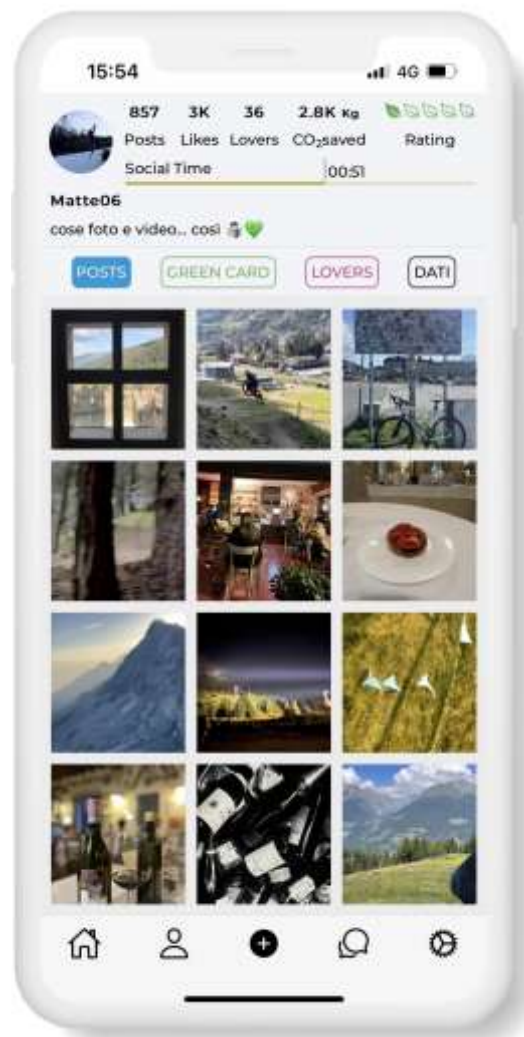 15:54 4G
857 3K 36 2.8K Kg
Posts Likes Lovers CO₂saved Rating
Social Time 00:51
Matte06
cose foto e video... così
POSTS GREEN CARD LOVERS DATI